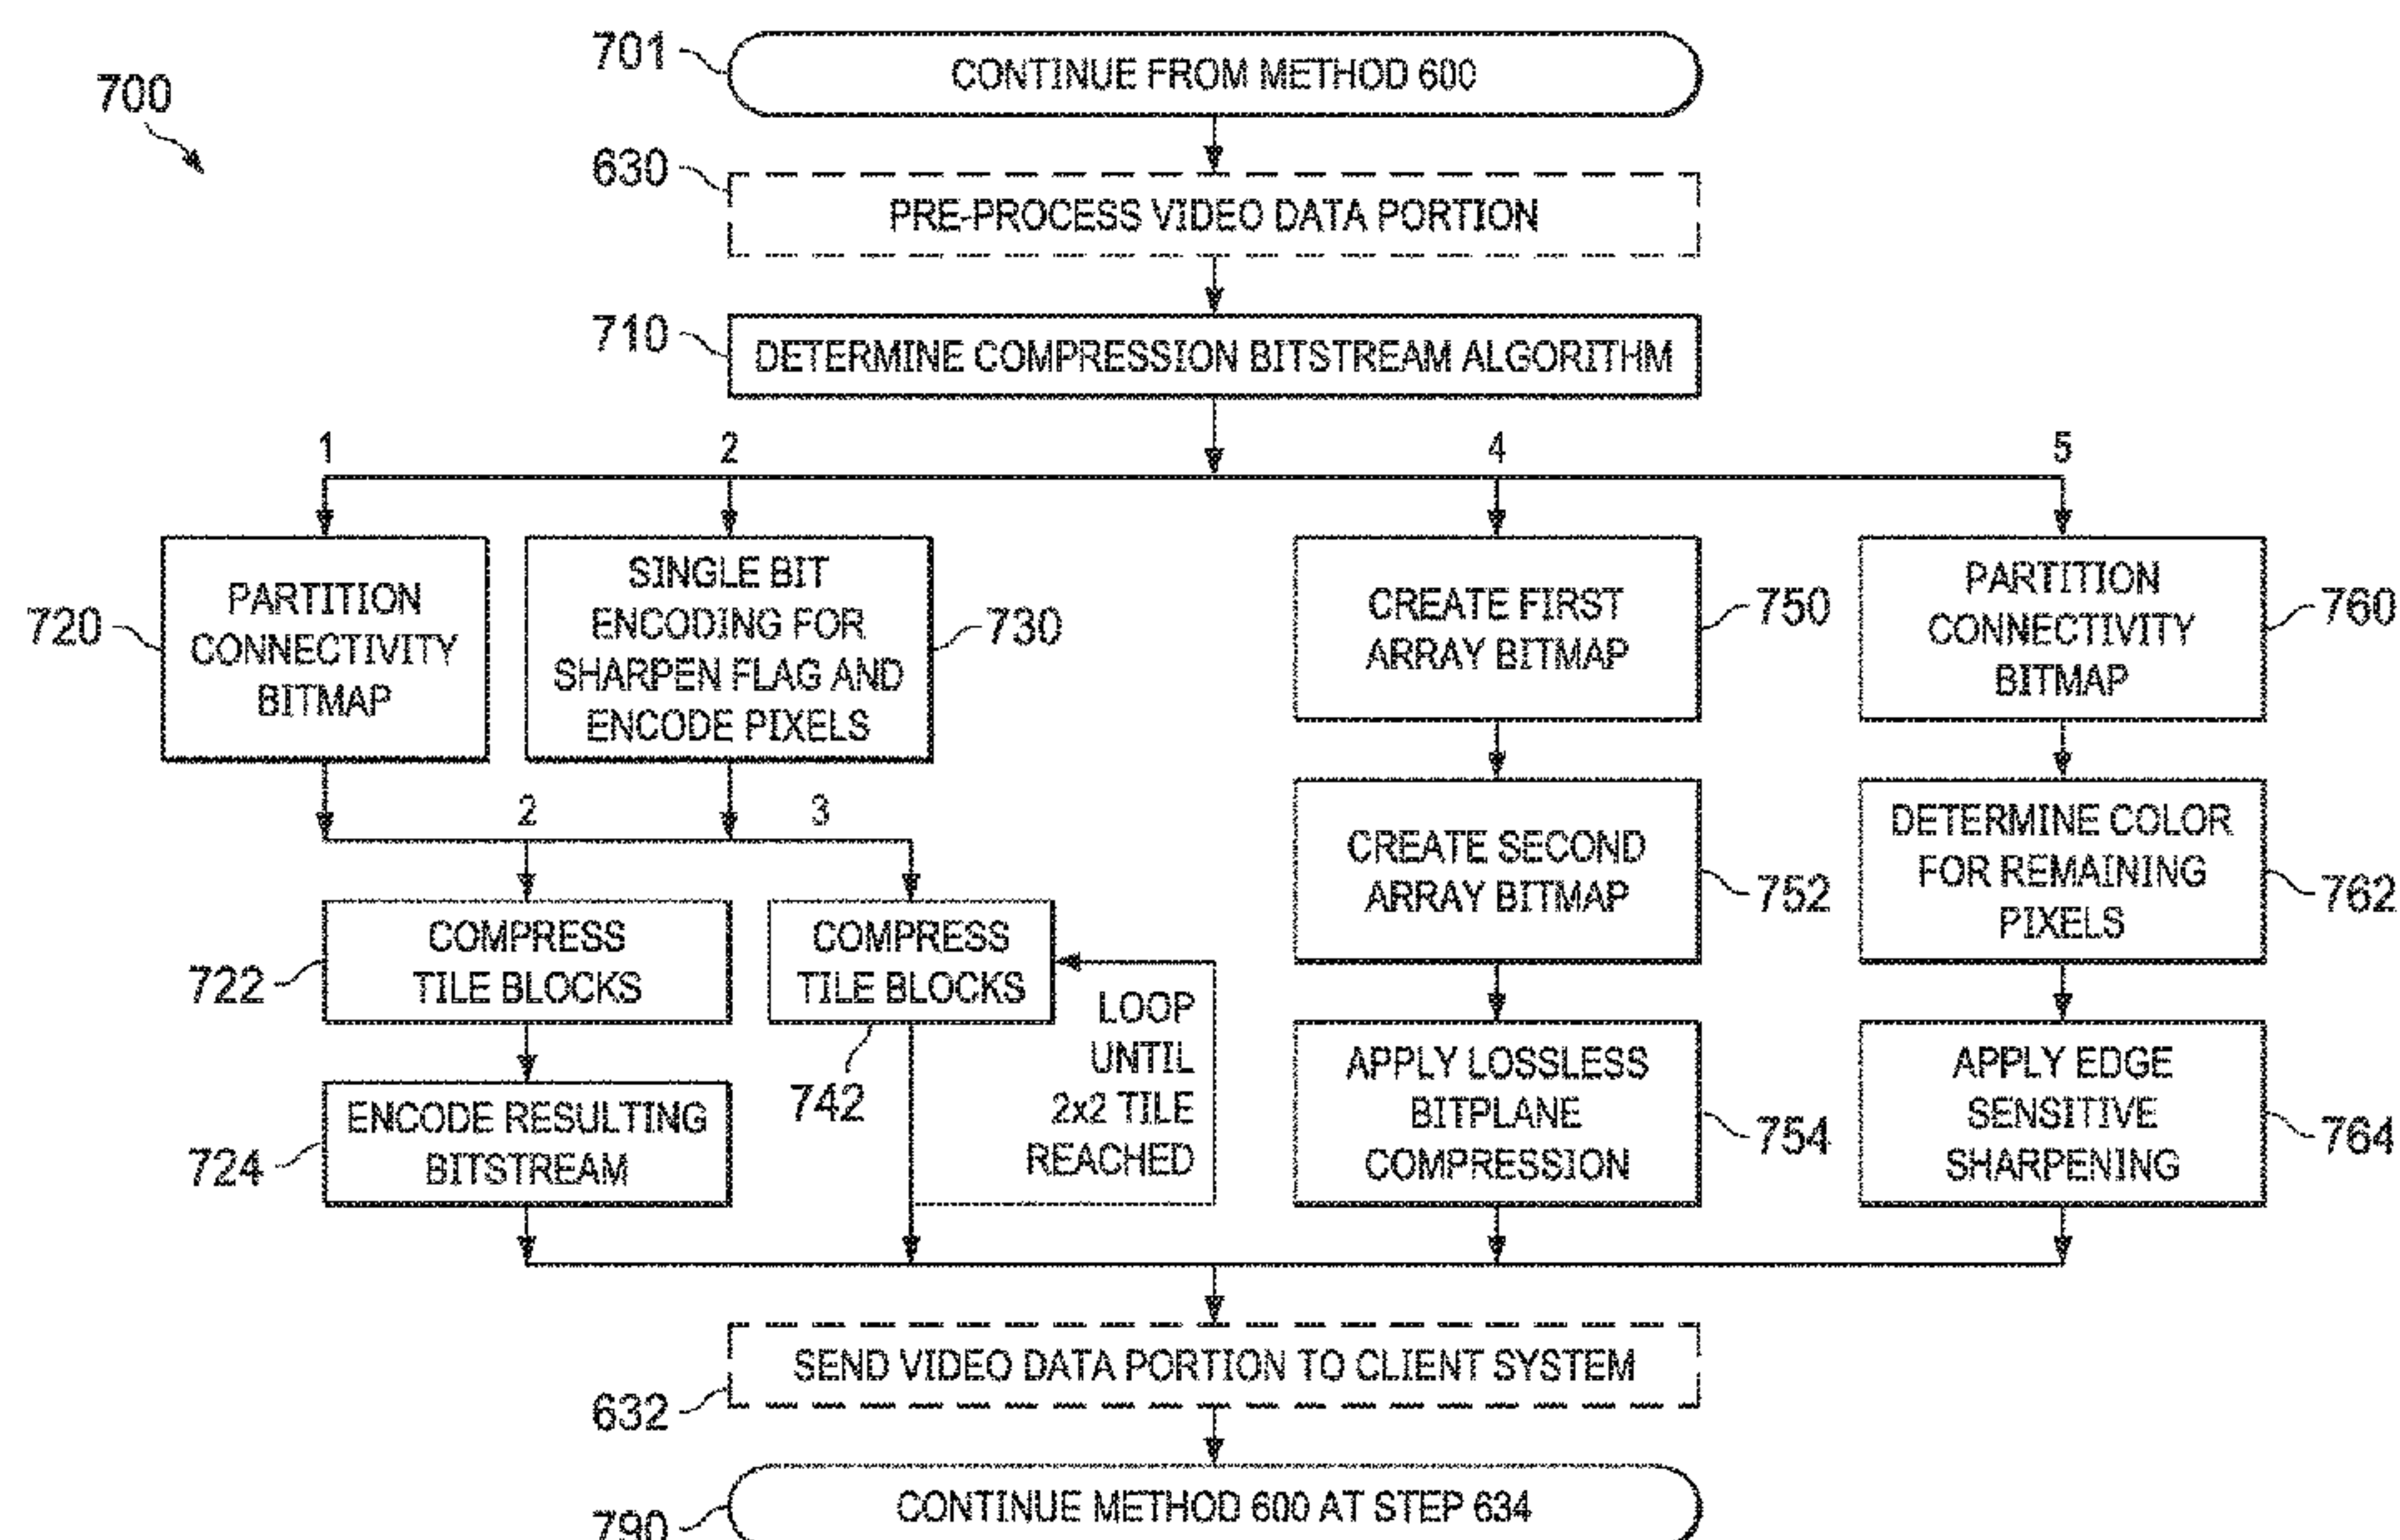 701
CONTINUE FROM METHOD 600
700
630
PRE-PROCESS VIDEO DATA PORTION
710
DETERMINE COMPRESSION BITSTREAM ALGORITHM
1
2
4
5
720
PARTITION
CONNECTIVITY
BITMAP
SINGLE BIT
ENCODING FOR
SHARPEN FLAG AND
ENCODE PIXELS
730
CREATE FIRST
ARRAY BITMAP
750
PARTITION
CONNECTIVITY
BITMAP
760
2
3
722
COMPRESS
TILE BLOCKS
COMPRESS
TILE BLOCKS
742
LOOP
UNTIL
2x2 TILE
REACHED
CREATE SECOND
ARRAY BITMAP
752
DETERMINE COLOR
FOR REMAINING
PIXELS
762
724
ENCODE RESULTING
BITSTREAM
APPLY LOSSLESS
BITPLANE
COMPRESSION
754
APPLY EDGE
SENSITIVE
SHARPENING
764
SEND VIDEO DATA PORTION TO CLIENT SYSTEM
632
CONTINUE METHOD 600 AT STEP 634
790